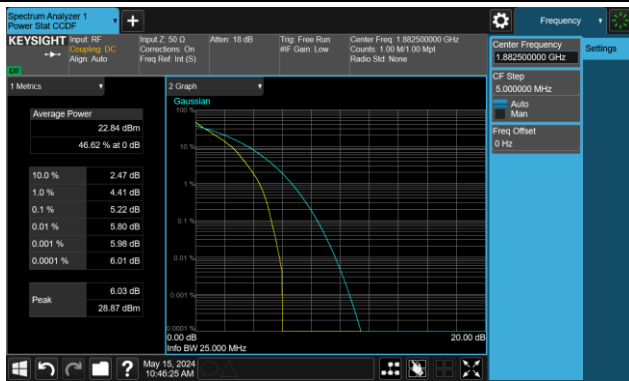 Spectrum Analyzer 1
Power Stat CCDF
Frequency
KEYSIGHT
Input: RF
Coupling: DC
Align: Auto
Input Z: 50 Ω
Corrections: On
Freq Ref: Int (S)
Atten: 18 dB
Trig: Free Run
#IF Gain: Low
Center Freq: 1.882500000 GHz
Counts: 1.00 M/1.00 Mpt
Radio Std: None
Center Frequency
1.882500000 GHz
Settings
CF Step
5.000000 MHz
Auto
Man
Freq Offset
0 Hz
1 Metrics
Average Power
22.84 dBm
46.62 % at 0 dB
10.0 % 2.47 dB
1.0 % 4.41 dB
0.1 % 5.22 dB
0.01 % 5.80 dB
0.001 % 5.98 dB
0.0001 % 6.01 dB
Peak
6.03 dB
28.87 dBm
2 Graph
Gaussian
100 %
10 %
1 %
0.1 %
0.01 %
0.001 %
0.0001 %
0.00 dB 20.00 dB
Info BW 25.000 MHz
?
May 15, 2024
10:46:25 AM